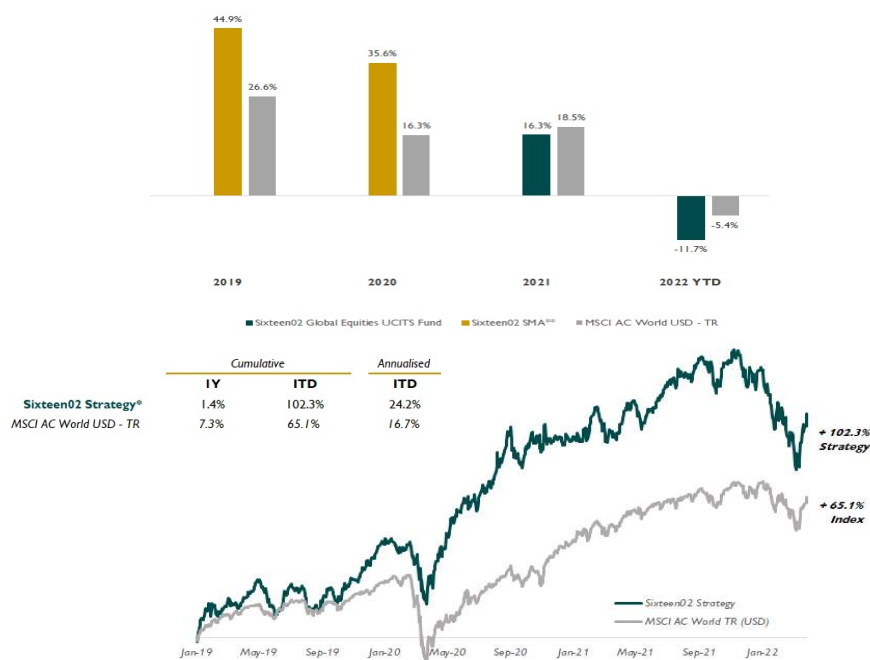 44.9%
26.6%
35.6%
16.3%
16.3%
18.5%
-11.7%
-5.4%
2019 2020 2021 2022 YTD
Sixteen02 Global Equities UCITS Fund Sixteen02 SMA** MSCI AC World USD - TR
Cumulative Annualised
1Y ITD ITD
Sixteen02 Strategy* 1.4% 102.3% 24.2%
MSCI AC World USD - TR 7.3% 65.1% 16.7%
+ 102.3%
Strategy
+ 65.1%
Index
Sixteen02 Strategy
MSCI AC World TR (USD)
Jan-19 May-19 Sep-19 Jan-20 May-20 Sep-20 Jan-21 May-21 Sep-21 Jan-22